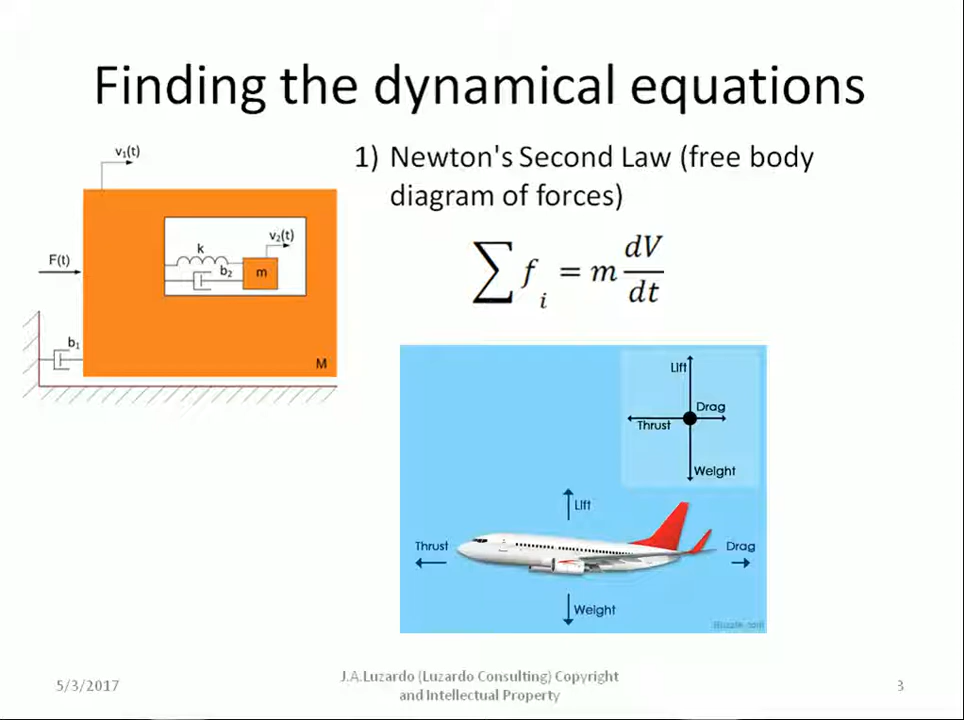 Finding the dynamical equations
v₁(t)
F(t)
k
b₂
v₂(t)
m
b₁
M
1) Newton's Second Law (free body
diagram of forces)
∑ f_i = m dV/dt
Lift
Drag
Thrust
Weight
Lift
Thrust
Drag
Weight
5/3/2017
J.A.Luzardo (Luzardo Consulting) Copyright
and Intellectual Property
3